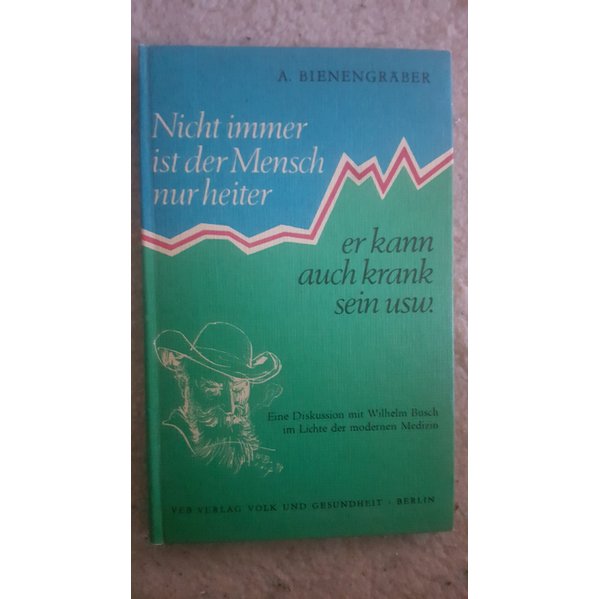 A. BIENENGRÄBER
Nicht immer
ist der Mensch
nur heiter
er kann
auch krank
sein usw.
Eine Diskussion mit Wilhelm Busch
im Lichte der modernen Medizin
VEB VERLAG VOLK UND GESUNDHEIT · BERLIN